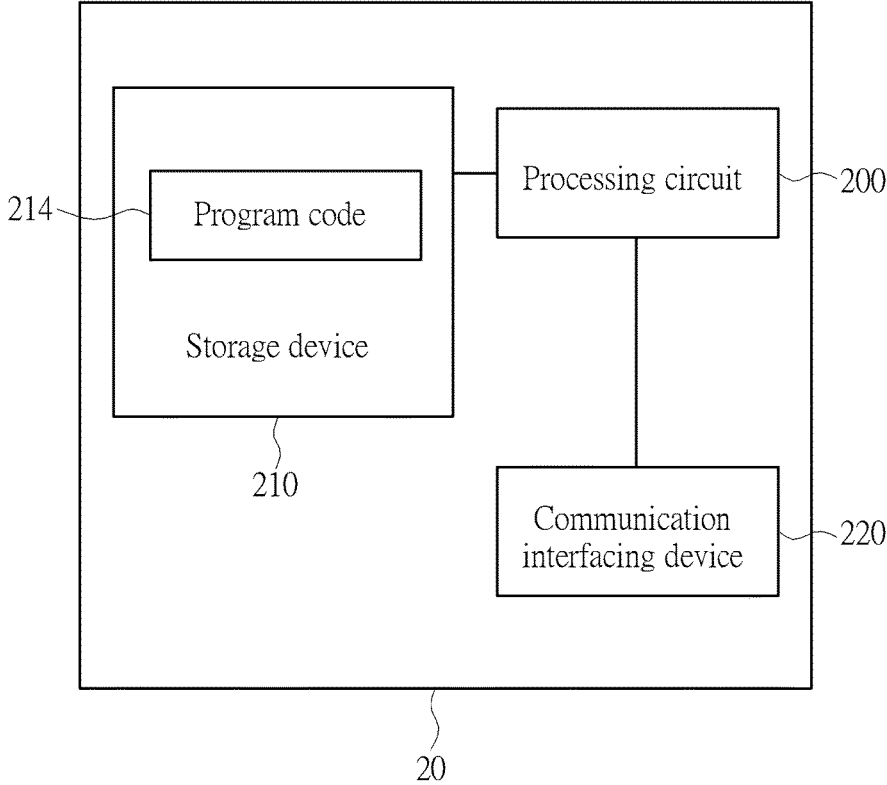 Processing circuit
200
214
Program code
Storage device
210
Communication
interfacing device
220
20